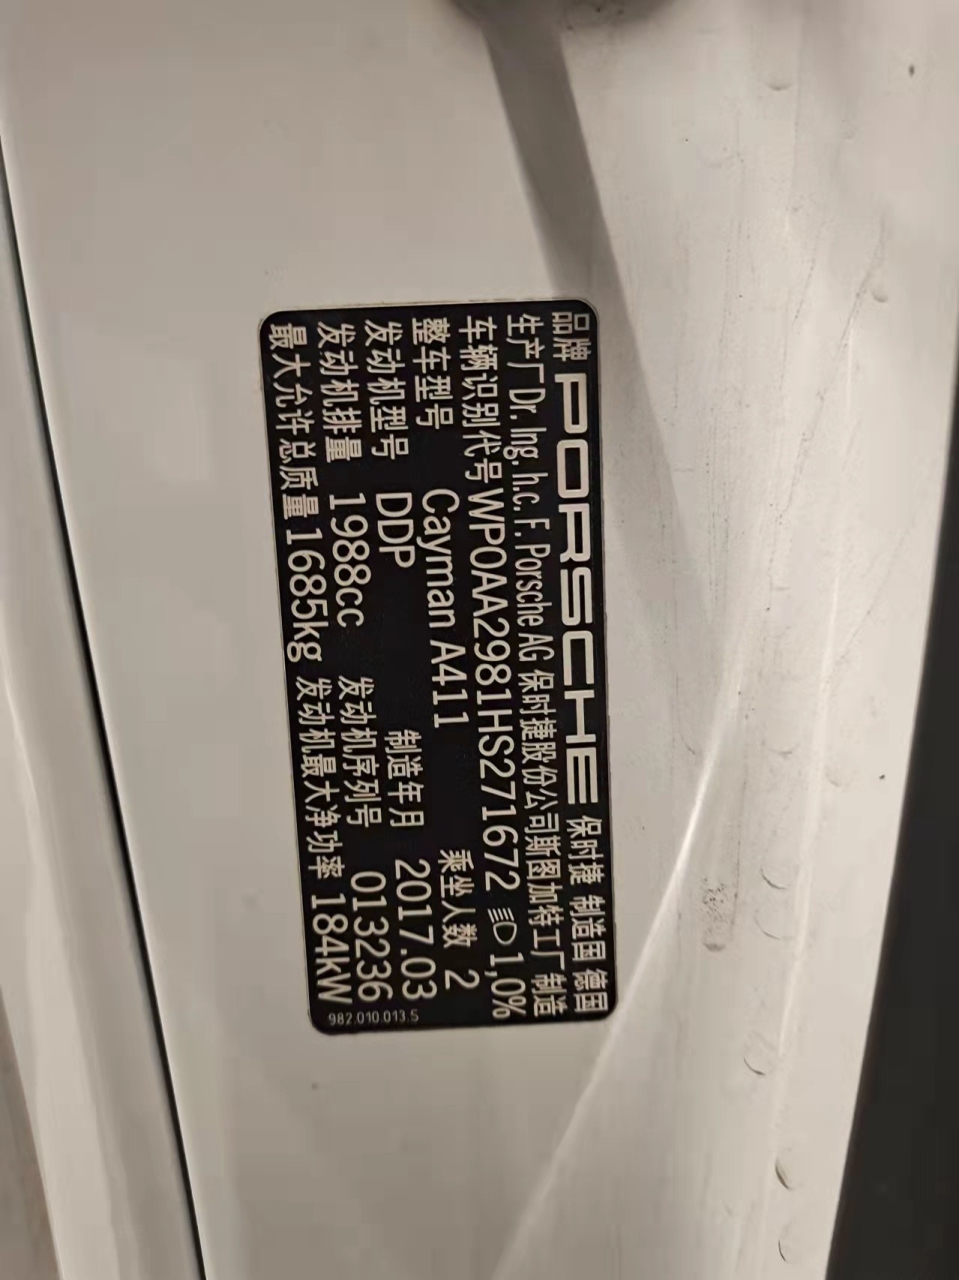 品牌 PORSCHE 保时捷 制造国 德国
生产厂Dr. Ing. h.c. F. Porsche AG 保时捷股份公司斯图加特工厂 制造
车辆识别代号 WP0AA2981HS271672 1,0%
整车型号 Cayman A411 乘坐人数 2
发动机型号 DDP 制造年月 2017.03
发动机排量 1988cc 发动机序列号 013236
最大允许总质量 1685kg 发动机最大净功率 184kW
982.010.013.S